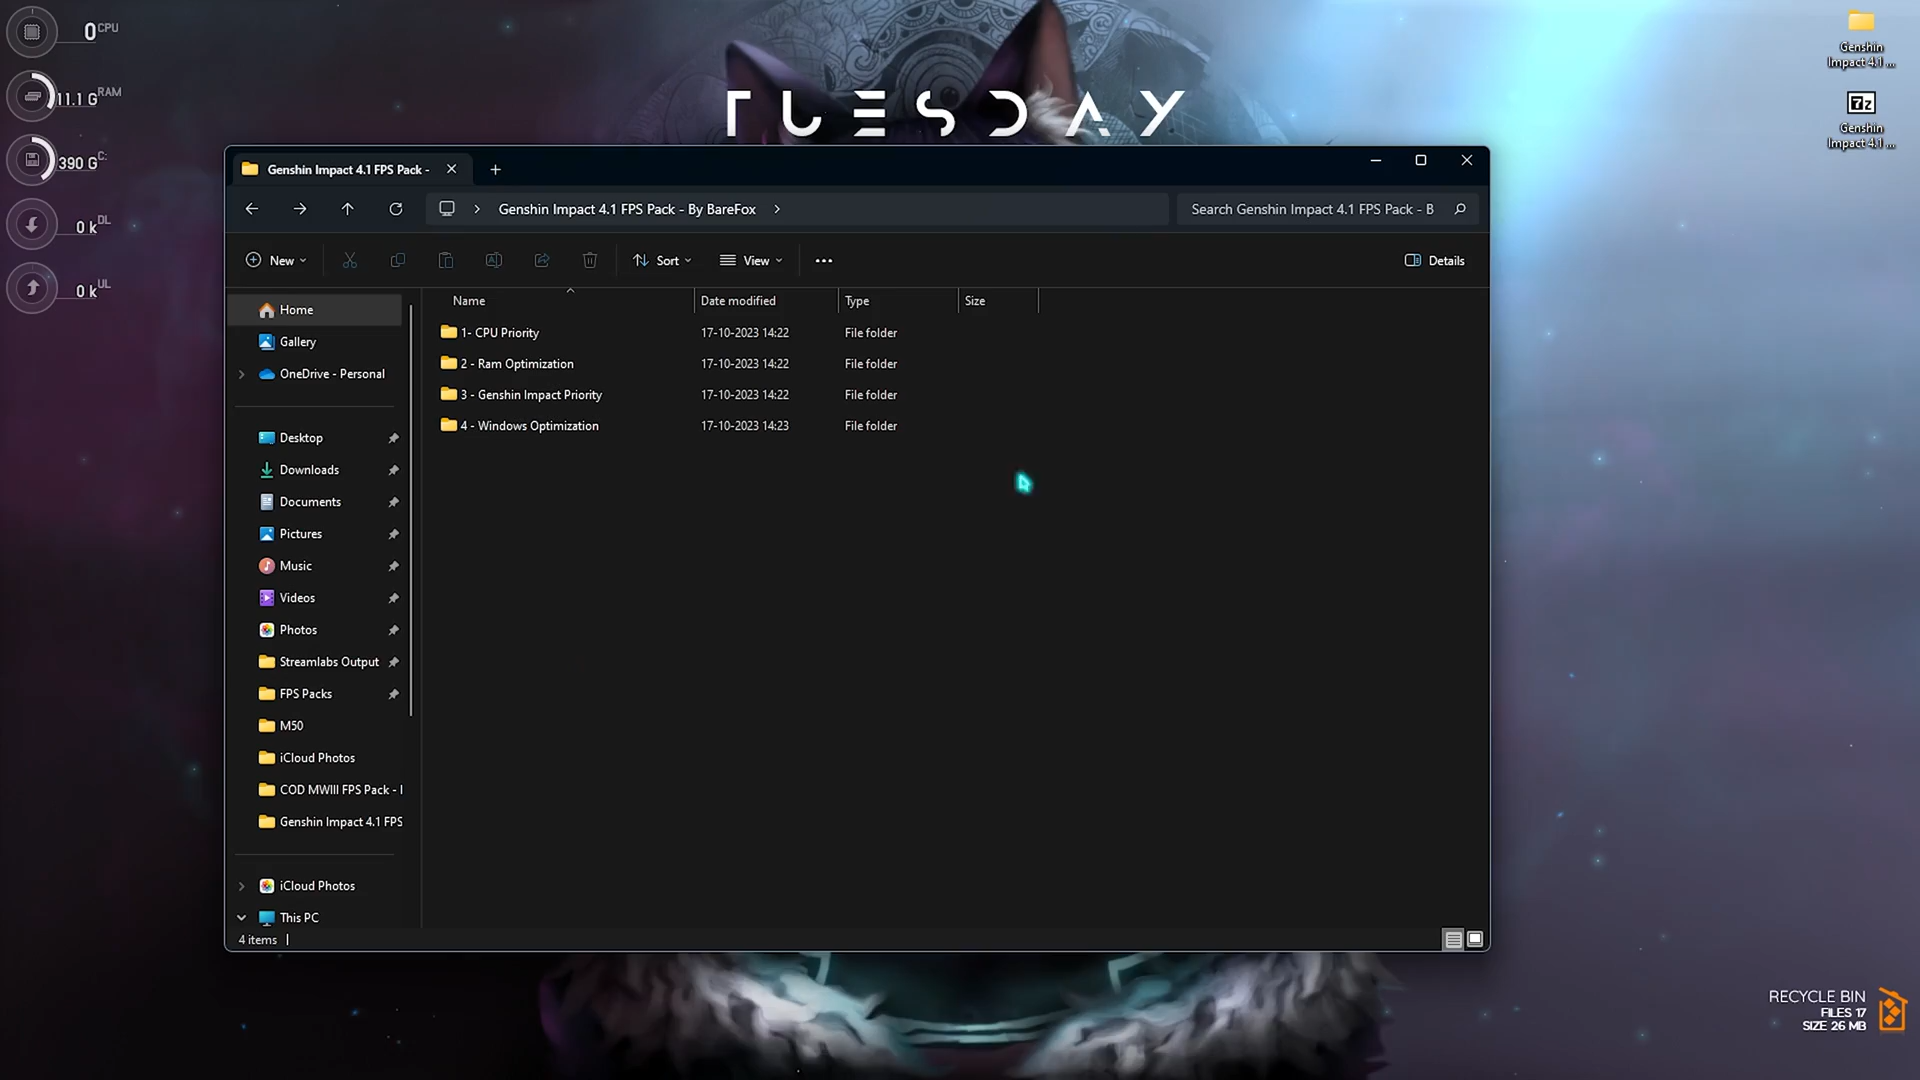 0 CPU
11.1 G RAM
390 G C:
0 k DL
0 k UL
TUESDAY
Genshin Impact 4.1 ...
Genshin Impact 4.1 ...
Genshin Impact 4.1 FPS Pack -
Genshin Impact 4.1 FPS Pack - By BareFox
Search Genshin Impact 4.1 FPS Pack - B
New
Sort
View
Details
Name Date modified Type Size
1- CPU Priority 17-10-2023 14:22 File folder
2 - Ram Optimization 17-10-2023 14:22 File folder
3 - Genshin Impact Priority 17-10-2023 14:22 File folder
4 - Windows Optimization 17-10-2023 14:23 File folder
Home
Gallery
OneDrive - Personal
Desktop
Downloads
Documents
Pictures
Music
Videos
Photos
Streamlabs Output
FPS Packs
M50
iCloud Photos
COD MWIII FPS Pack -
Genshin Impact 4.1 FPS
iCloud Photos
This PC
4 items
7z
RECYCLE BIN
FILES 17
SIZE 26 MB